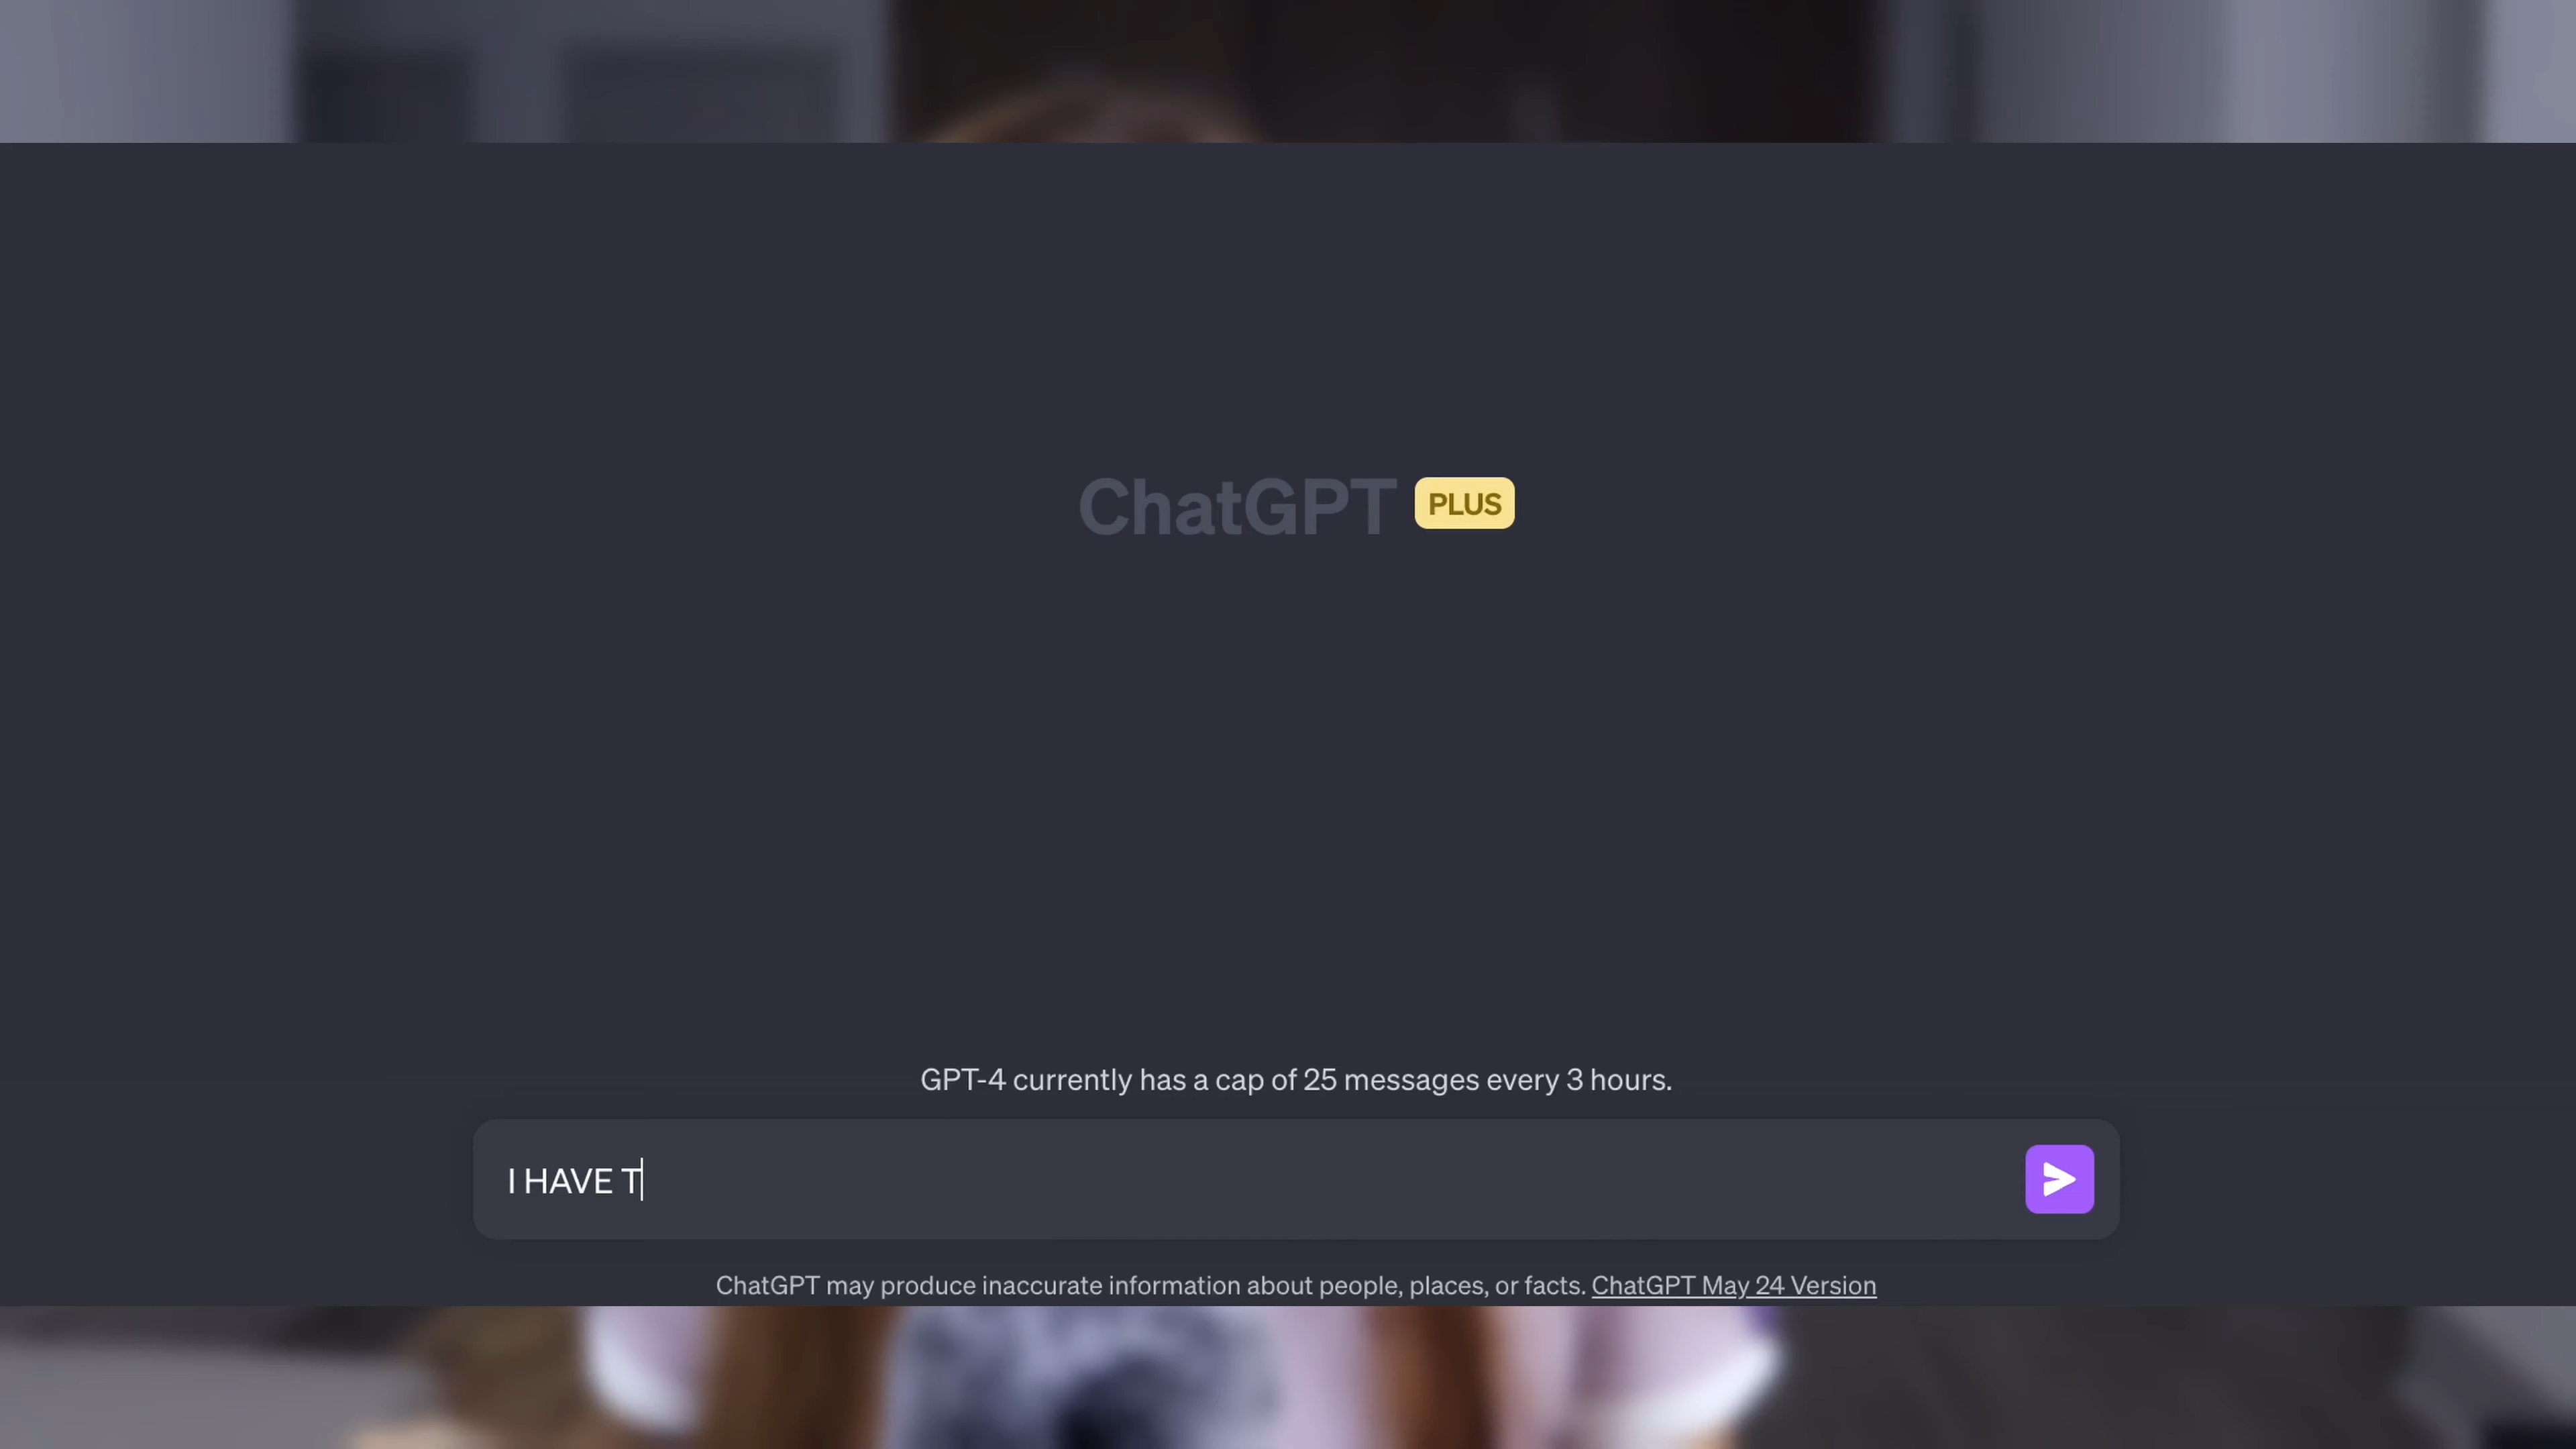 ChatGPT PLUS
GPT-4 currently has a cap of 25 messages every 3 hours.
I HAVE T
ChatGPT may produce inaccurate information about people, places, or facts. ChatGPT May 24 Version